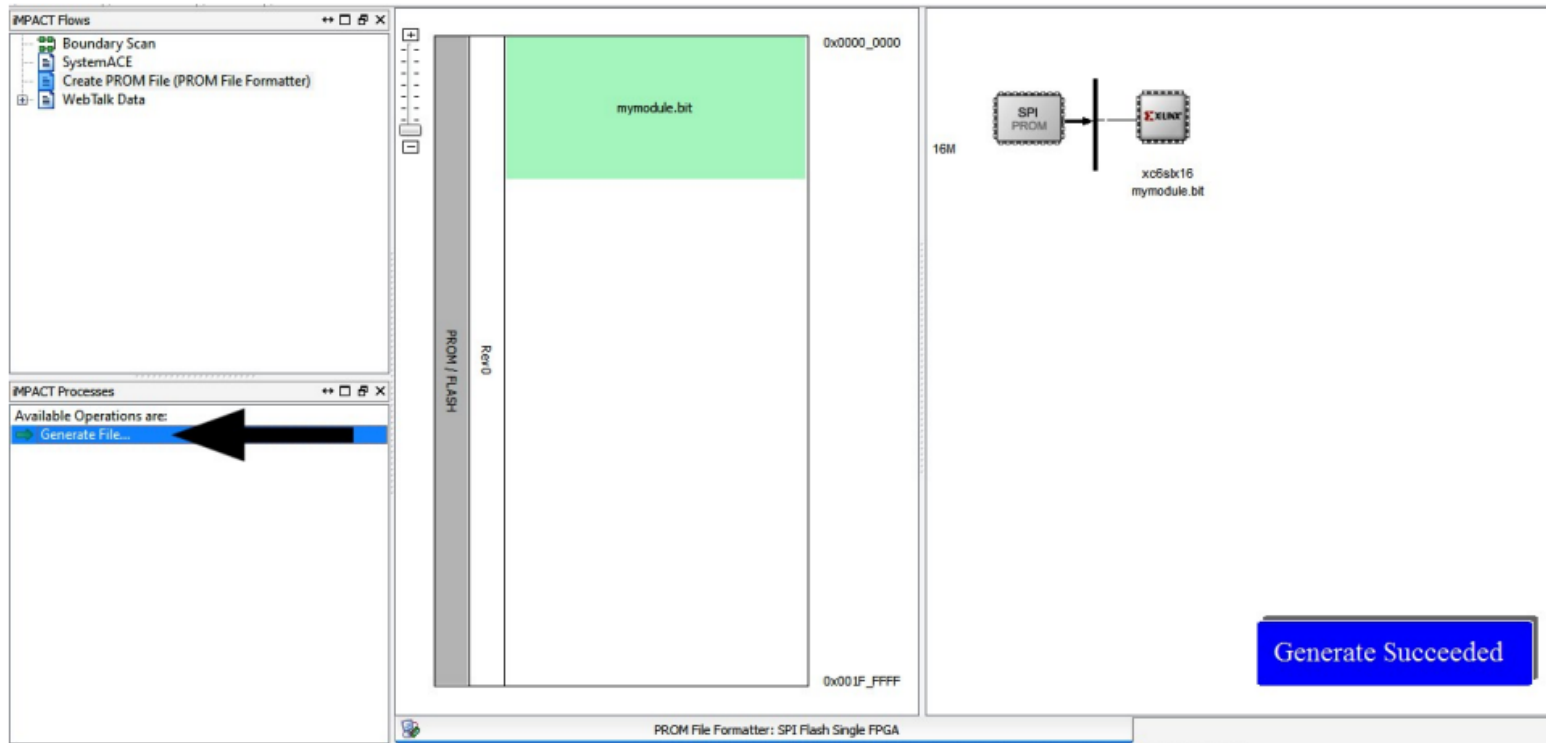 iMPACT Flows
Boundary Scan
SystemACE
Create PROM File (PROM File Formatter)
WebTalk Data
iMPACT Processes
Available Operations are:
Generate File...
PROM / FLASH
Rev0
mymodule.bit
0x0000_0000
0x001F_FFFF
PROM File Formatter: SPI Flash Single FPGA
16M
SPI
PROM
XILINX
xc6slx16
mymodule.bit
Generate Succeeded